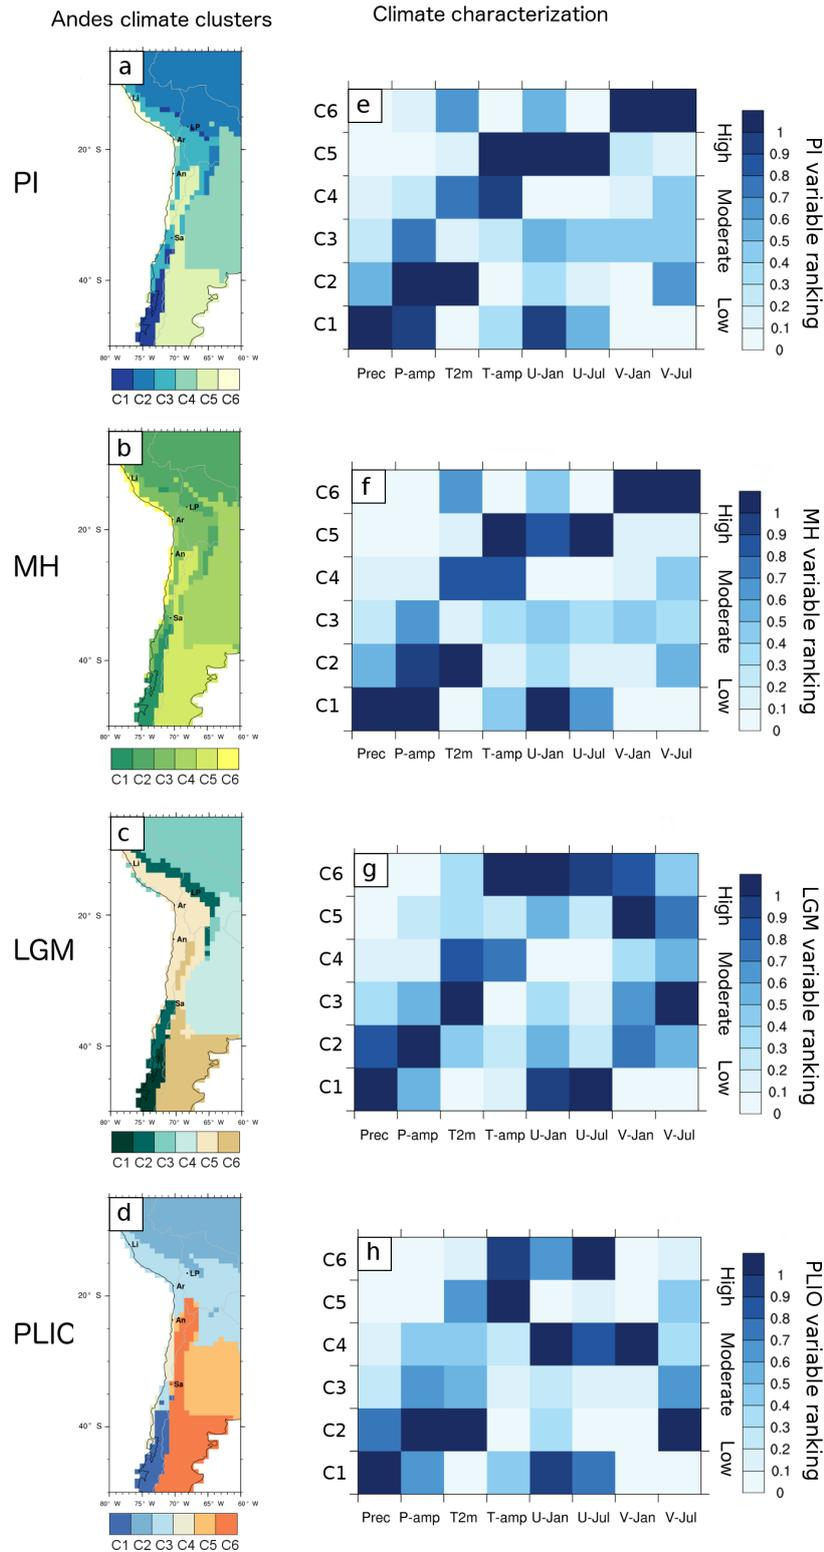 Andes climate clusters
Climate characterization
PI
a
Li
LP
Ar
An
Sa
20° S
40° S
80° W 75° W 70° W 65° W 60° W
C1 C2 C3 C4 C5 C6
e
C6
C5
C4
C3
C2
C1
Prec P-amp T2m T-amp U-Jan U-Jul V-Jan V-Jul
High
Moderate
Low
1
0.9
0.8
0.7
0.6
0.5
0.4
0.3
0.2
0.1
0
PI variable ranking
MH
b
Li
LP
Ar
An
Sa
20° S
40° S
80° W 75° W 70° W 65° W 60° W
C1 C2 C3 C4 C5 C6
f
C6
C5
C4
C3
C2
C1
Prec P-amp T2m T-amp U-Jan U-Jul V-Jan V-Jul
High
Moderate
Low
1
0.9
0.8
0.7
0.6
0.5
0.4
0.3
0.2
0.1
0
MH variable ranking
LGM
c
Li
LP
Ar
An
Sa
20° S
40° S
80° W 75° W 70° W 65° W 60° W
C1 C2 C3 C4 C5 C6
g
C6
C5
C4
C3
C2
C1
Prec P-amp T2m T-amp U-Jan U-Jul V-Jan V-Jul
High
Moderate
Low
1
0.9
0.8
0.7
0.6
0.5
0.4
0.3
0.2
0.1
0
LGM variable ranking
PLIO
d
Li
LP
Ar
An
Sa
20° S
40° S
80° W 75° W 70° W 65° W 60° W
C1 C2 C3 C4 C5 C6
h
C6
C5
C4
C3
C2
C1
Prec P-amp T2m T-amp U-Jan U-Jul V-Jan V-Jul
High
Moderate
Low
1
0.9
0.8
0.7
0.6
0.5
0.4
0.3
0.2
0.1
0
PLIO variable ranking